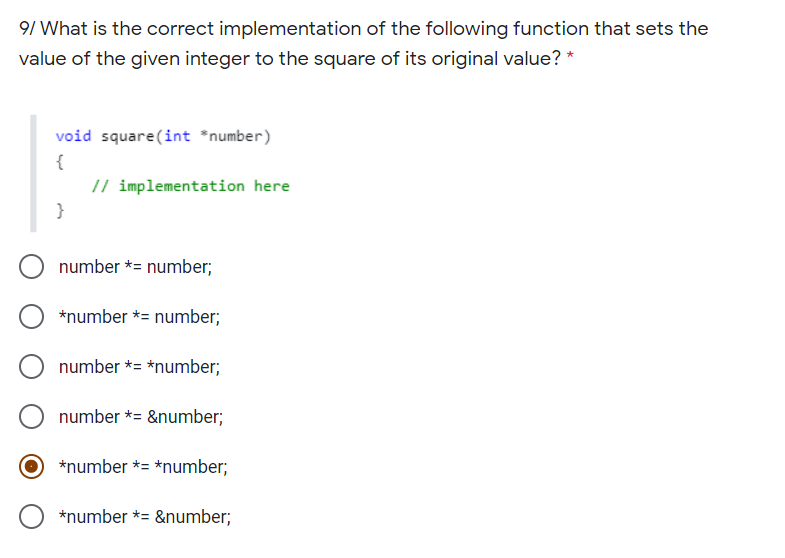 9/ What is the correct implementation of the following function that sets the
value of the given integer to the square of its original value? *
void square(int *number)
{
// implementation here
}
number *= number;
*number *= number;
number *= *number;
number *= &number;
*number *= *number;
*number *= &number;